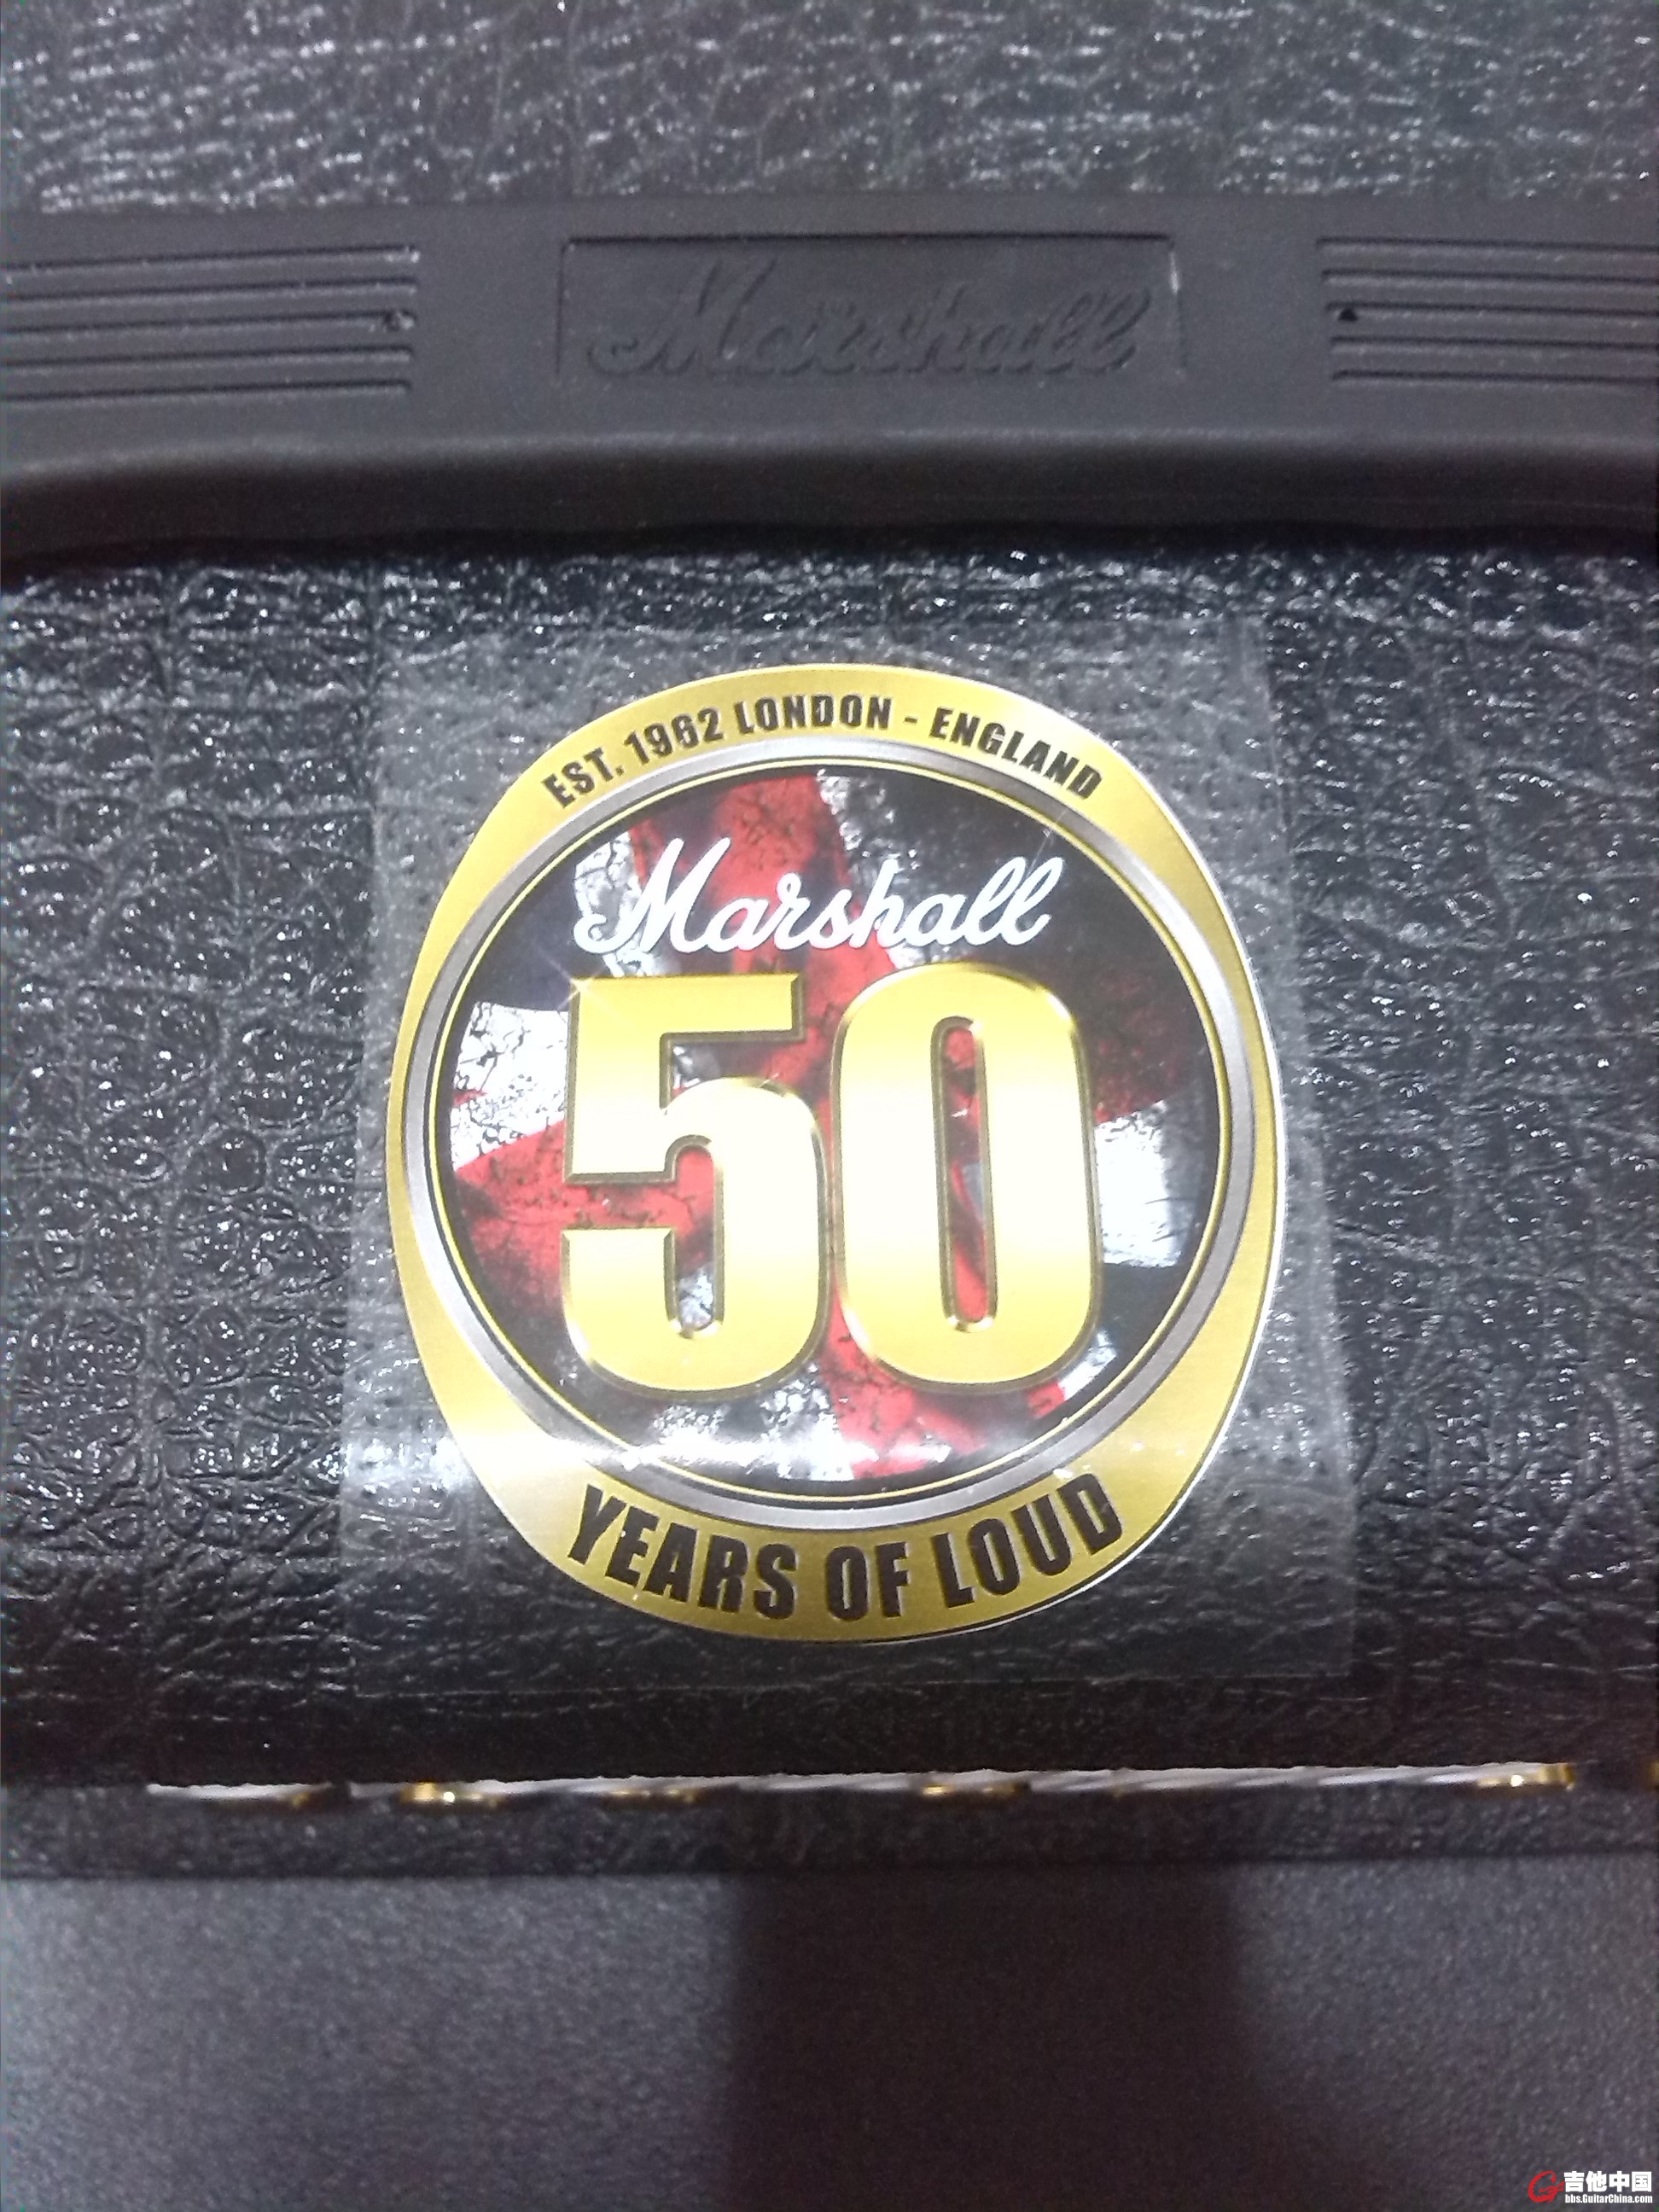 Marshall
EST. 1962 LONDON - ENGLAND
Marshall
50
YEARS OF LOUD
吉他中国
bbs.GuitarChina.com